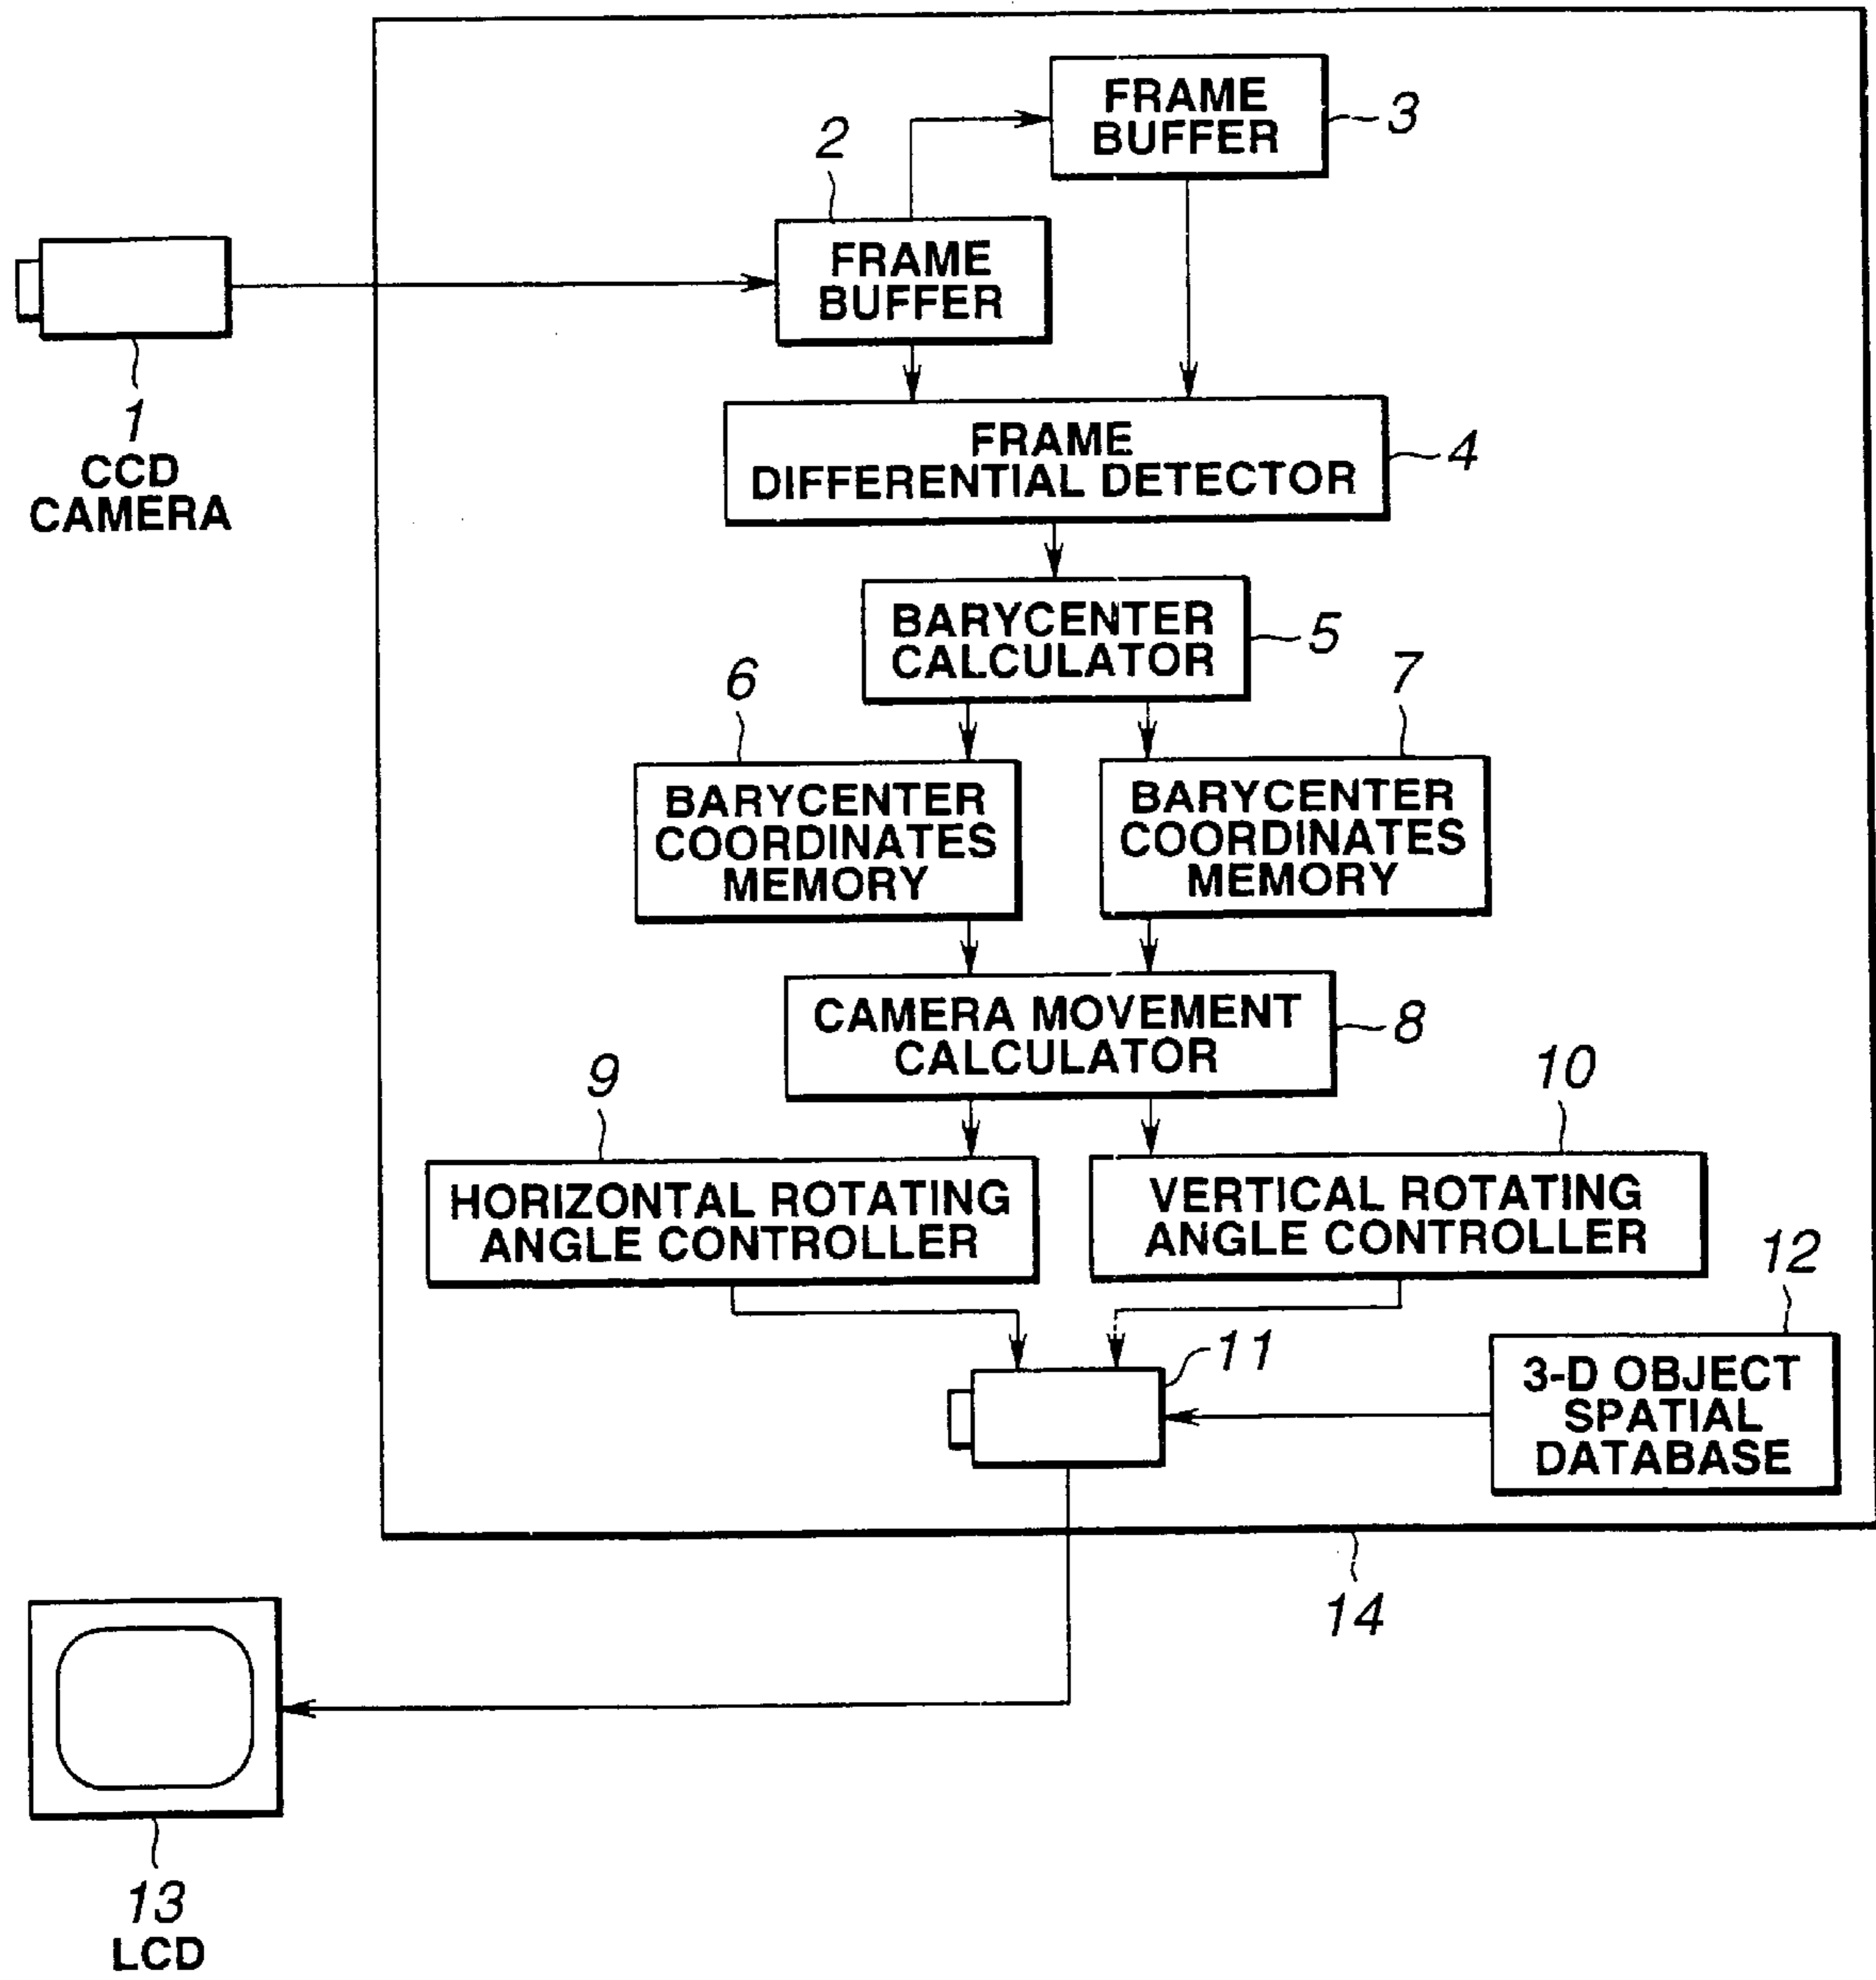 FRAME
BUFFER
3
2
FRAME
BUFFER
1
CCD
CAMERA
FRAME
DIFFERENTIAL DETECTOR
4
BARYCENTER
CALCULATOR
5
6
7
BARYCENTER
COORDINATES
MEMORY
BARYCENTER
COORDINATES
MEMORY
CAMERA MOVEMENT
CALCULATOR
8
9
10
HORIZONTAL ROTATING
ANGLE CONTROLLER
VERTICAL ROTATING
ANGLE CONTROLLER
12
11
3-D OBJECT
SPATIAL
DATABASE
14
13
LCD